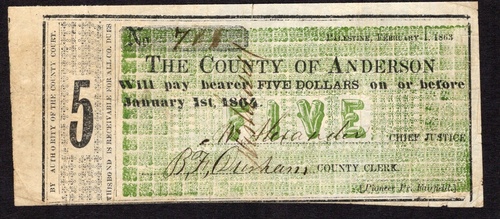 No.
PALESTINE, FEBRUARY 1, 1863
THE COUNTY OF ANDERSON
Will pay bearer FIVE DOLLARS on or before
January 1st, 1864.
FIVE
CHIEF JUSTICE
B.F. Durham COUNTY CLERK.
(Pioneer Pr. Fairfield.)
5
BY AUTHORITY OF THE COUNTY COURT.
THIS BOND IS RECEIVABLE FOR ALL CO. DUES